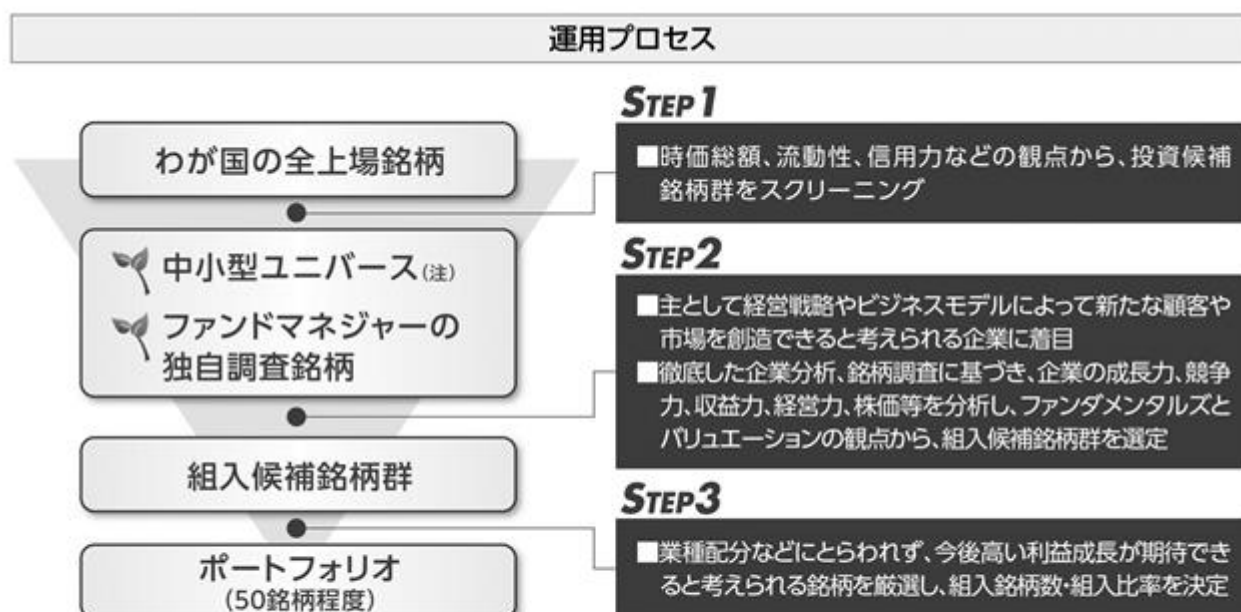 運用プロセス
わが国の全上場銘柄
STEP1
■時価総額、流動性、信用力などの観点から、投資候補
銘柄群をスクリーニング
中小型ユニバース(注)
ファンドマネジャーの
独自調査銘柄
STEP2
■主として経営戦略やビジネスモデルによって新たな顧客や
市場を創造できると考えられる企業に着目
■徹底した企業分析、銘柄調査に基づき、企業の成長力、競争
力、収益力、経営力、株価等を分析し、ファンダメンタルズと
バリュエーションの観点から、組入候補銘柄群を選定
組入候補銘柄群
STEP3
■業種配分などにとらわれず、今後高い利益成長が期待でき
ると考えられる銘柄を厳選し、組入銘柄数・組入比率を決定
ポートフォリオ
(50銘柄程度)